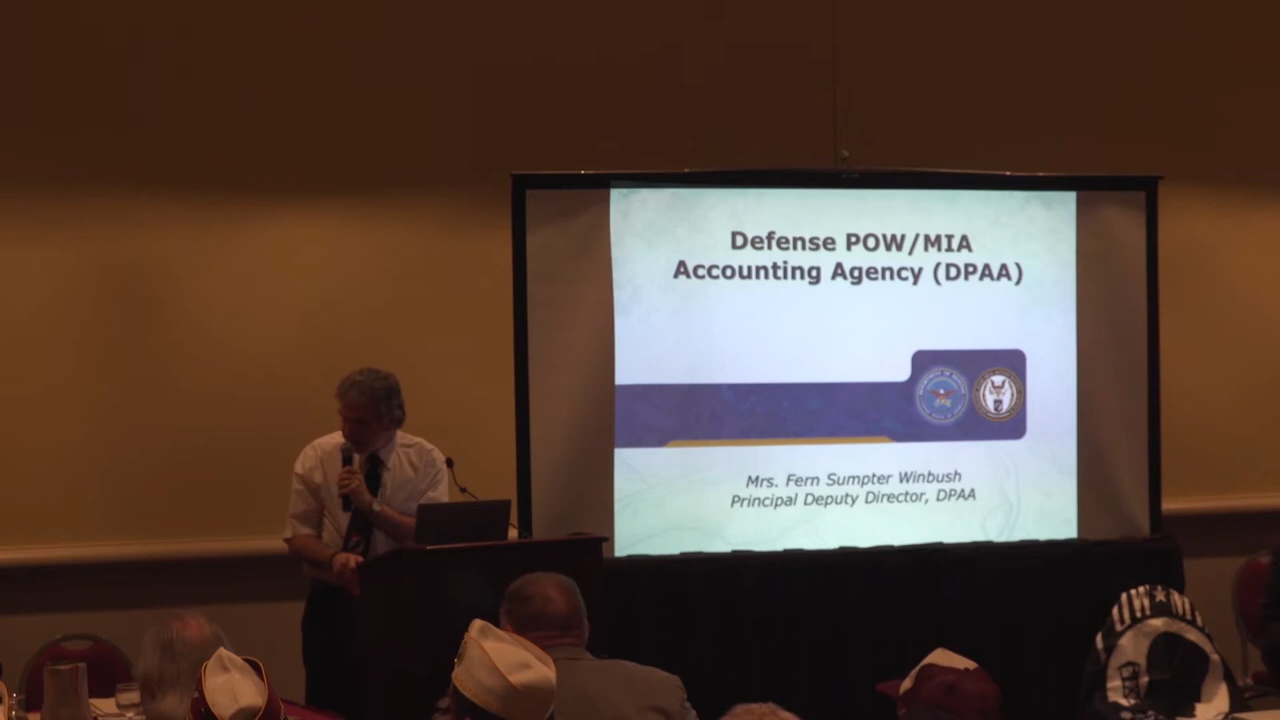 Defense POW/MIA
Accounting Agency (DPAA)
Mrs. Fern Sumpter Winbush
Principal Deputy Director, DPAA